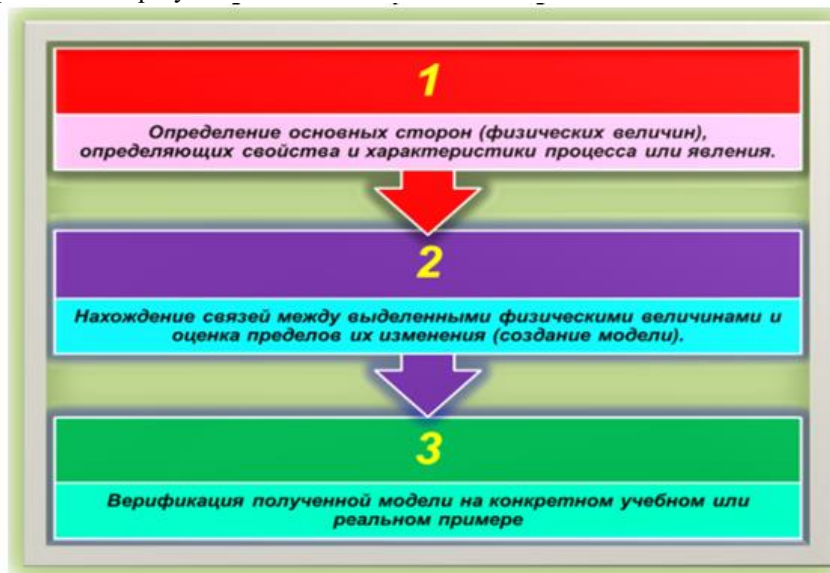 1
Определение основных сторон (физических величин),
определяющих свойства и характеристики процесса или явления.
2
Нахождение связей между выделенными физическими величинами и
оценка пределов их изменения (создание модели).
3
Верификация полученной модели на конкретном учебном или
реальном примере